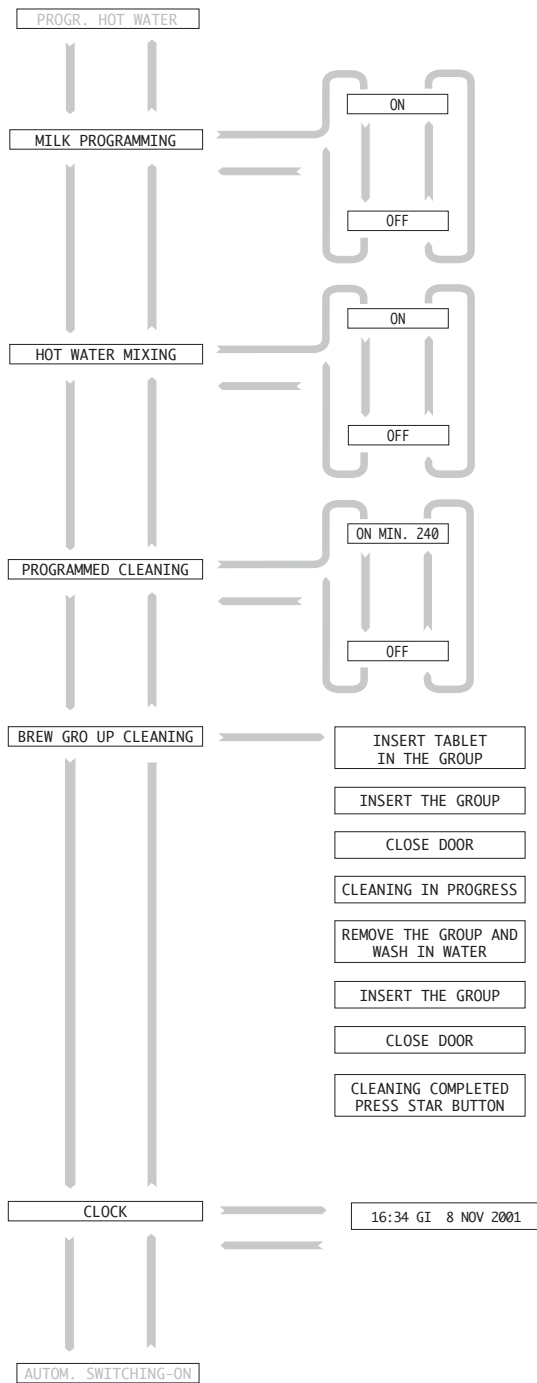 PROGR. HOT WATER
MILK PROGRAMMING
ON
OFF
HOT WATER MIXING
ON
OFF
PROGRAMMED CLEANING
ON MIN. 240
OFF
BREW GRO UP CLEANING
INSERT TABLET
IN THE GROUP
INSERT THE GROUP
CLOSE DOOR
CLEANING IN PROGRESS
REMOVE THE GROUP AND
WASH IN WATER
INSERT THE GROUP
CLOSE DOOR
CLEANING COMPLETED
PRESS STAR BUTTON
CLOCK
16:34 GI 8 NOV 2001
AUTOM. SWITCHING-ON